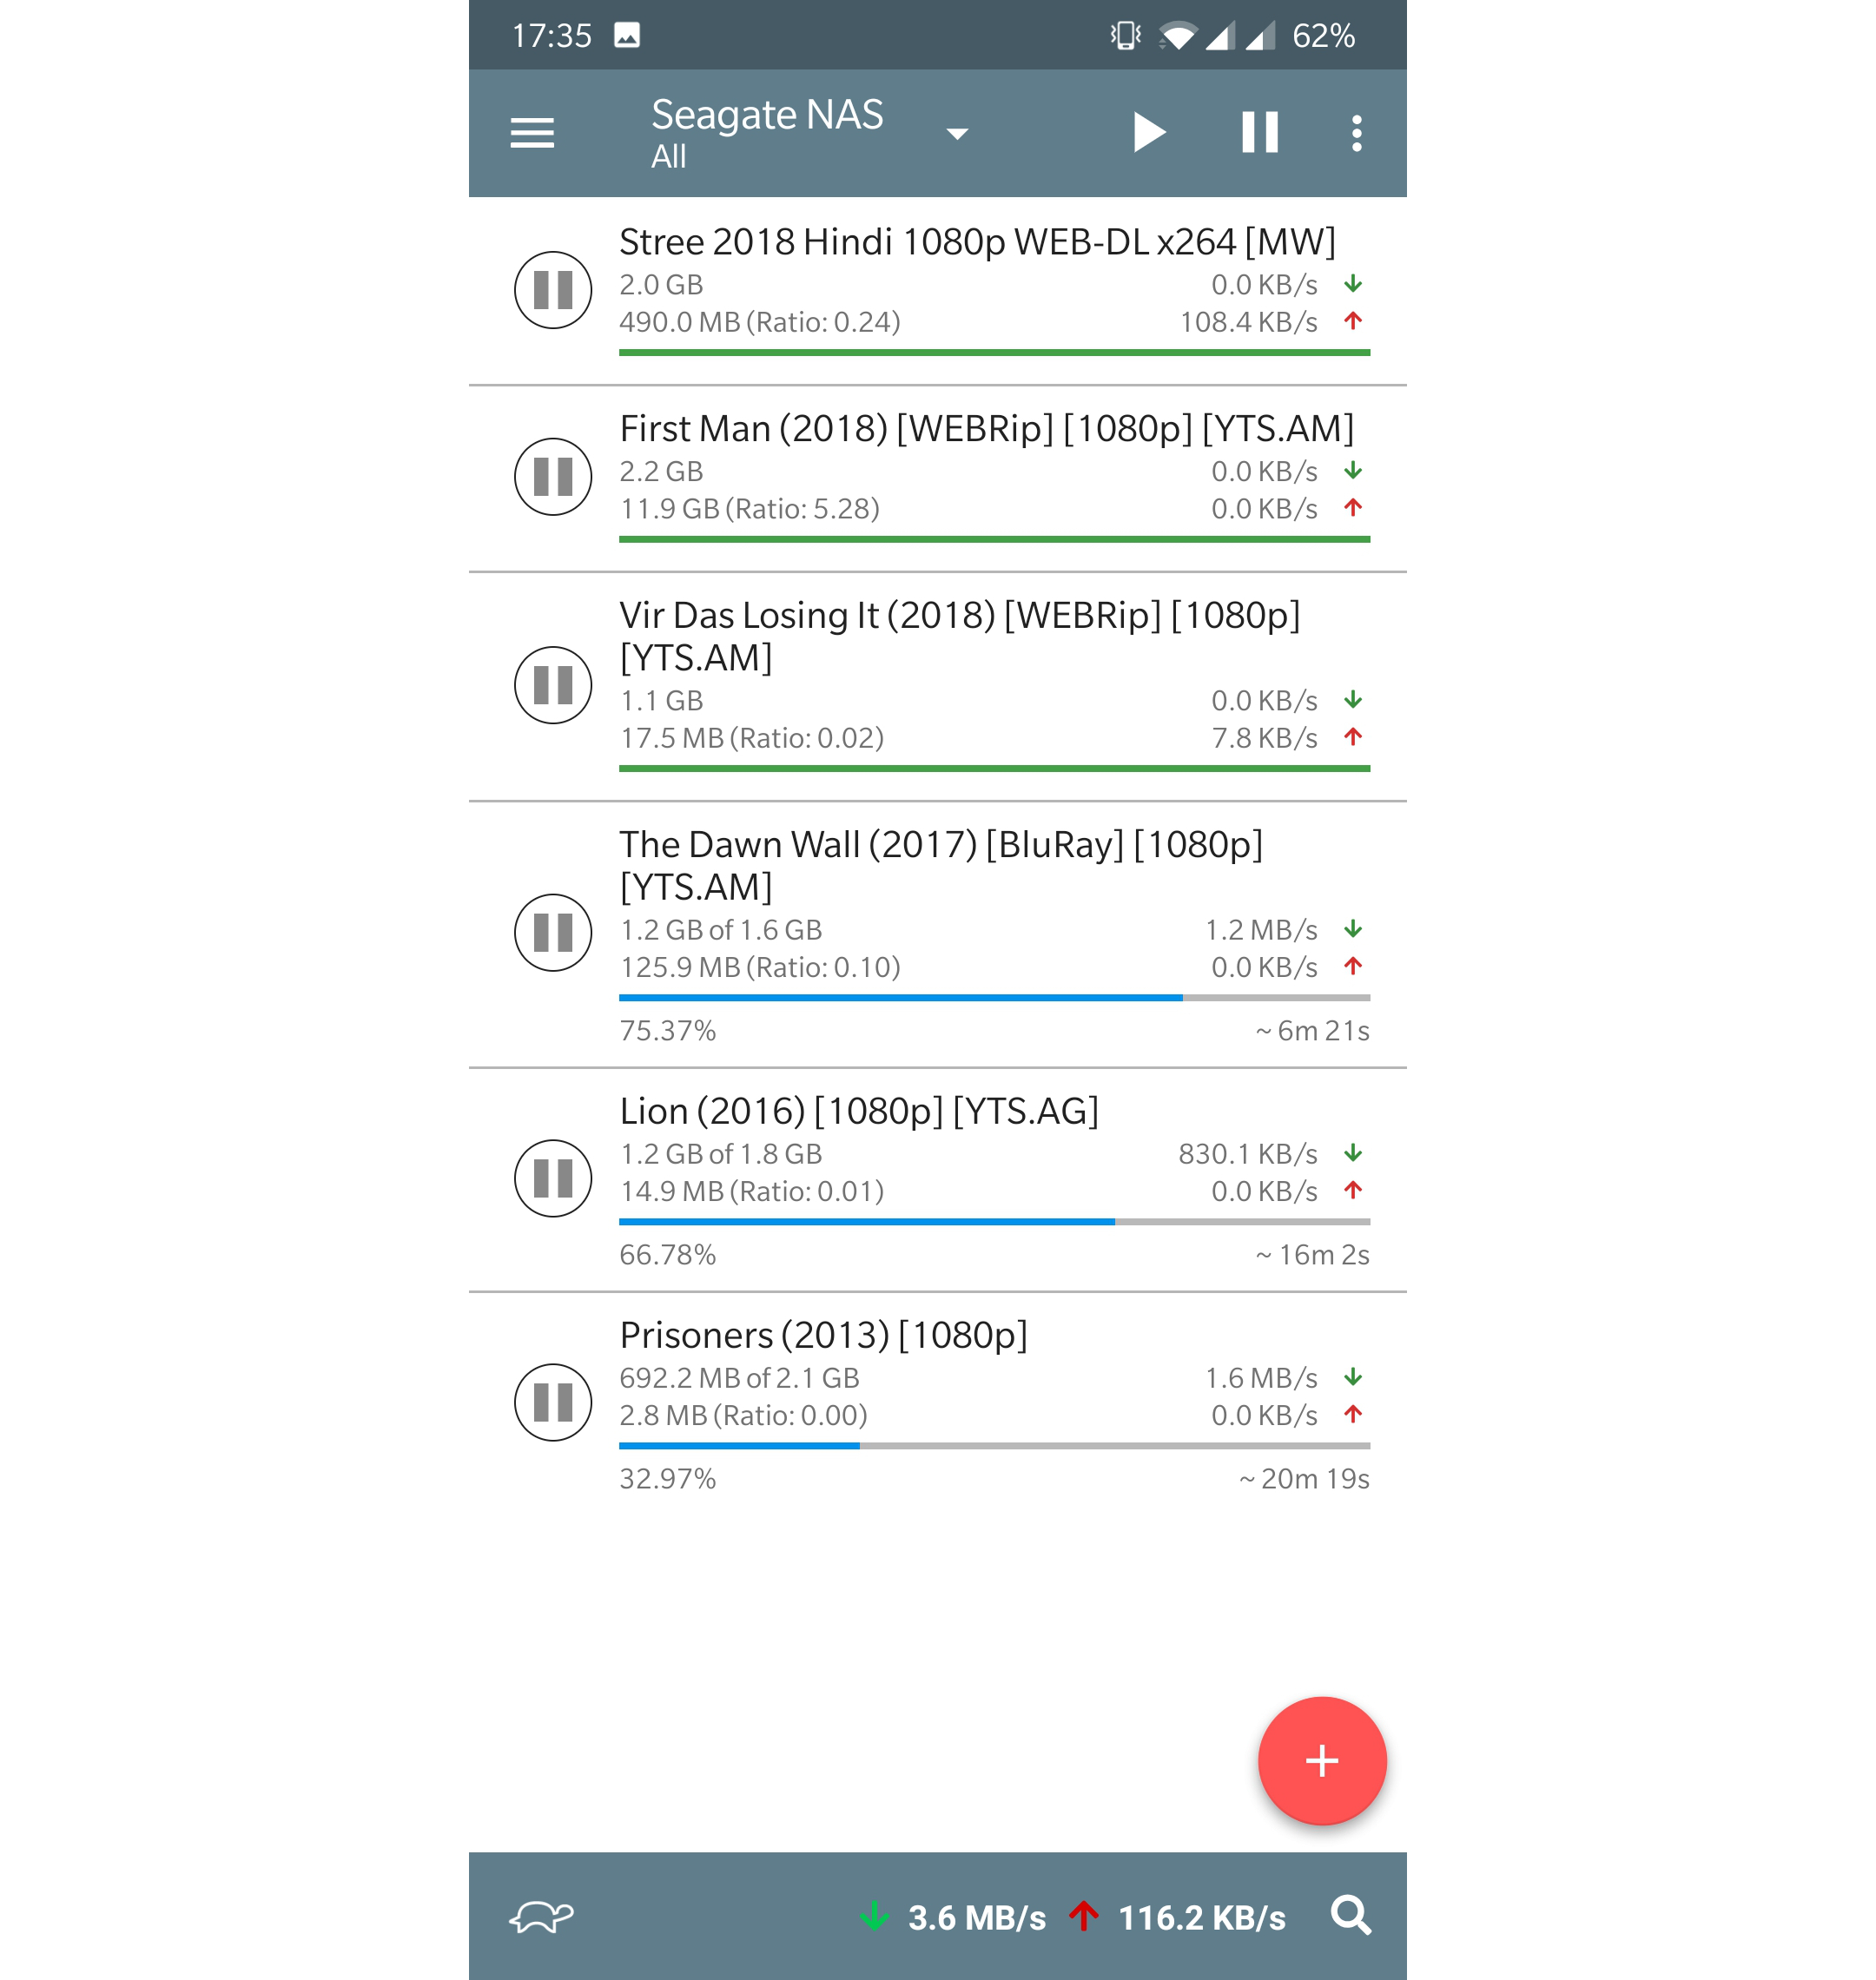 17:35 62%
Seagate NAS
All
Stree 2018 Hindi 1080p WEB-DL x264 [MW]
2.0 GB 0.0 KB/s
490.0 MB (Ratio: 0.24) 108.4 KB/s
First Man (2018) [WEBRip] [1080p] [YTS.AM]
2.2 GB 0.0 KB/s
11.9 GB (Ratio: 5.28) 0.0 KB/s
Vir Das Losing It (2018) [WEBRip] [1080p]
[YTS.AM]
1.1 GB 0.0 KB/s
17.5 MB (Ratio: 0.02) 7.8 KB/s
The Dawn Wall (2017) [BluRay] [1080p]
[YTS.AM]
1.2 GB of 1.6 GB 1.2 MB/s
125.9 MB (Ratio: 0.10) 0.0 KB/s
75.37% ~ 6m 21s
Lion (2016) [1080p] [YTS.AG]
1.2 GB of 1.8 GB 830.1 KB/s
14.9 MB (Ratio: 0.01) 0.0 KB/s
66.78% ~ 16m 2s
Prisoners (2013) [1080p]
692.2 MB of 2.1 GB 1.6 MB/s
2.8 MB (Ratio: 0.00) 0.0 KB/s
32.97% ~ 20m 19s
3.6 MB/s 116.2 KB/s